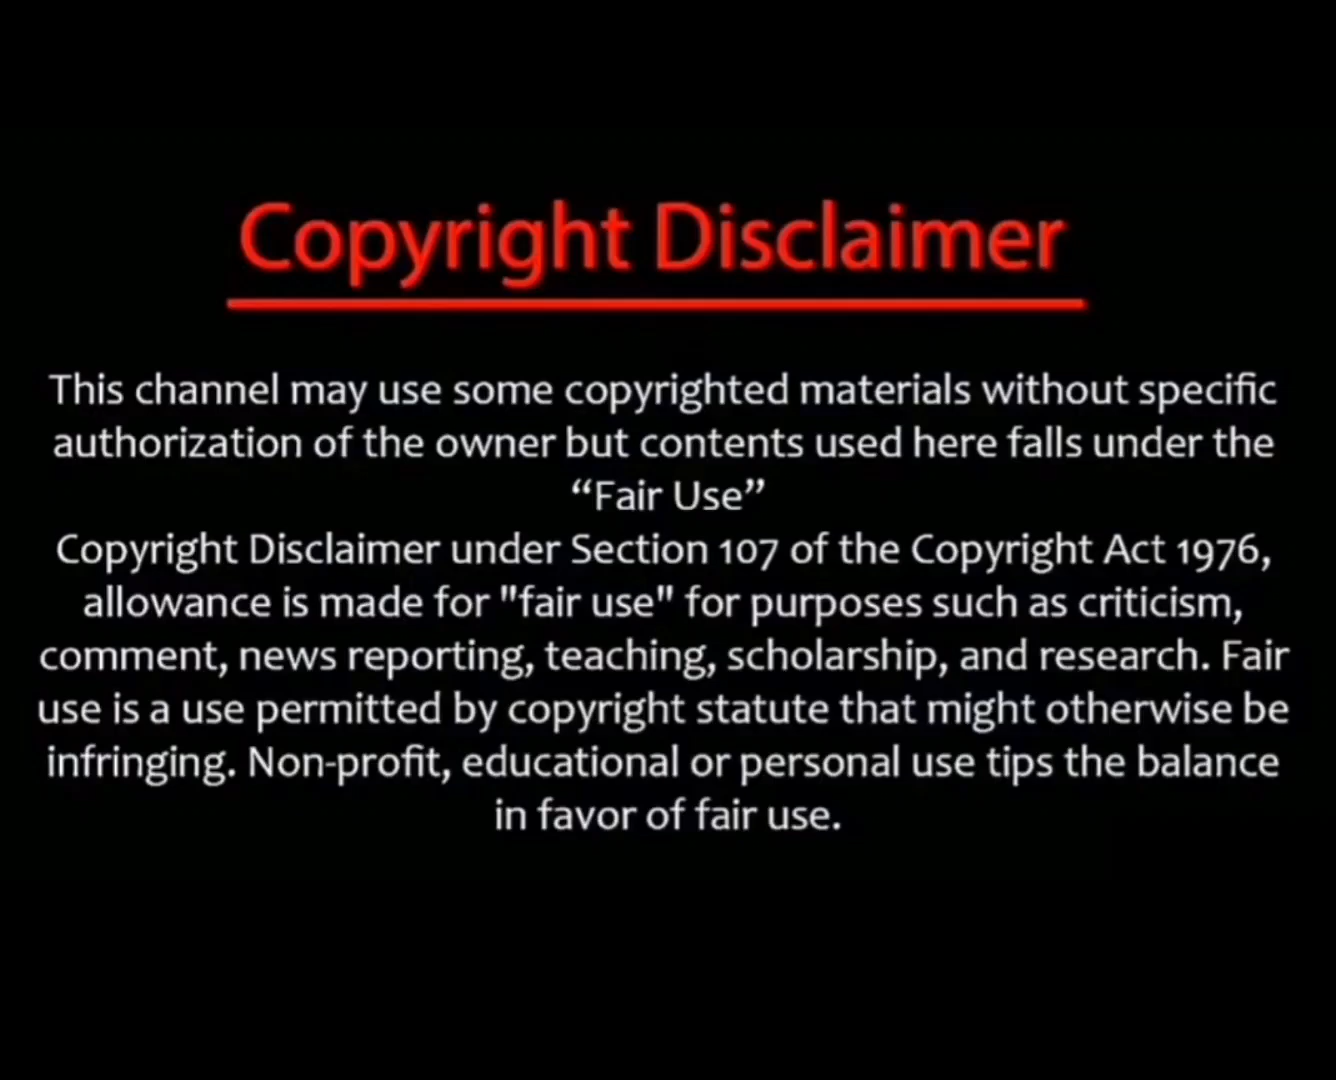 Copyright Disclaimer
This channel may use some copyrighted materials without specific
authorization of the owner but contents used here falls under the
“Fair Use”
Copyright Disclaimer under Section 107 of the Copyright Act 1976,
allowance is made for "fair use" for purposes such as criticism,
comment, news reporting, teaching, scholarship, and research. Fair
use is a use permitted by copyright statute that might otherwise be
infringing. Non-profit, educational or personal use tips the balance
in favor of fair use.